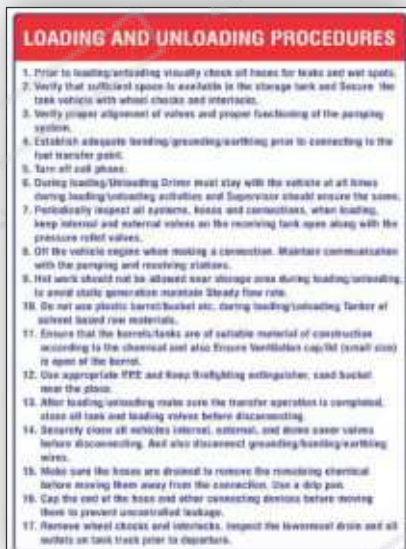 LOADING AND UNLOADING PROCEDURES
1. Prior to loading/unloading visually check all hoses for leaks and wet spots.
2. Verify that sufficient space is available in the storage tank and Secure the
tank vehicle with wheel chocks and interlocks.
3. Verify proper alignment of valves and proper functioning of the pumping
system.
4. Establish adequate bonding/grounding/earthing prior to connecting to the
fuel transfer point.
5. Turn off cell phone.
6. During loading/Unloading Driver must stay with the vehicle at all times
during loading/unloading activities and Supervisor should ensure the same.
7. Periodically inspect all systems, hoses and connections, when loading,
keep internal and external valves on the receiving tank open along with the
pressure relief valves.
8. Off the vehicle engine when making a connection. Maintain communication
with the pumping and receiving stations.
9. Hot work should not be allowed near storage area during loading/unloading
to avoid static generation maintain Steady flow rate.
10. Do not use plastic barrel/bucket etc. during loading/unloading Tanker of
solvent based raw materials.
11. Ensure that the barrels/tanks are of suitable material of construction
according to the chemical and also Ensure Ventilation cap/lid (small size)
is open of the barrel.
12. Use appropriate PPE and Keep firefighting extinguisher, sand bucket
near the place.
13. After loading/unloading make sure the transfer operation is completed,
close all tank and loading valves before disconnecting.
14. Securely close all vehicles internal, external, and dome cover valves
before disconnecting. And also disconnect grounding/bonding/earthing
wires.
15. Make sure the hoses are drained to remove the remaining chemical
before moving them away from the connection. Use a drip pan.
16. Cap the end of the hose and other connecting devices before moving
them to prevent uncontrolled leakage.
17. Remove wheel chocks and interlocks. Inspect the lowermost drain and all
outlets on tank truck prior to departure.